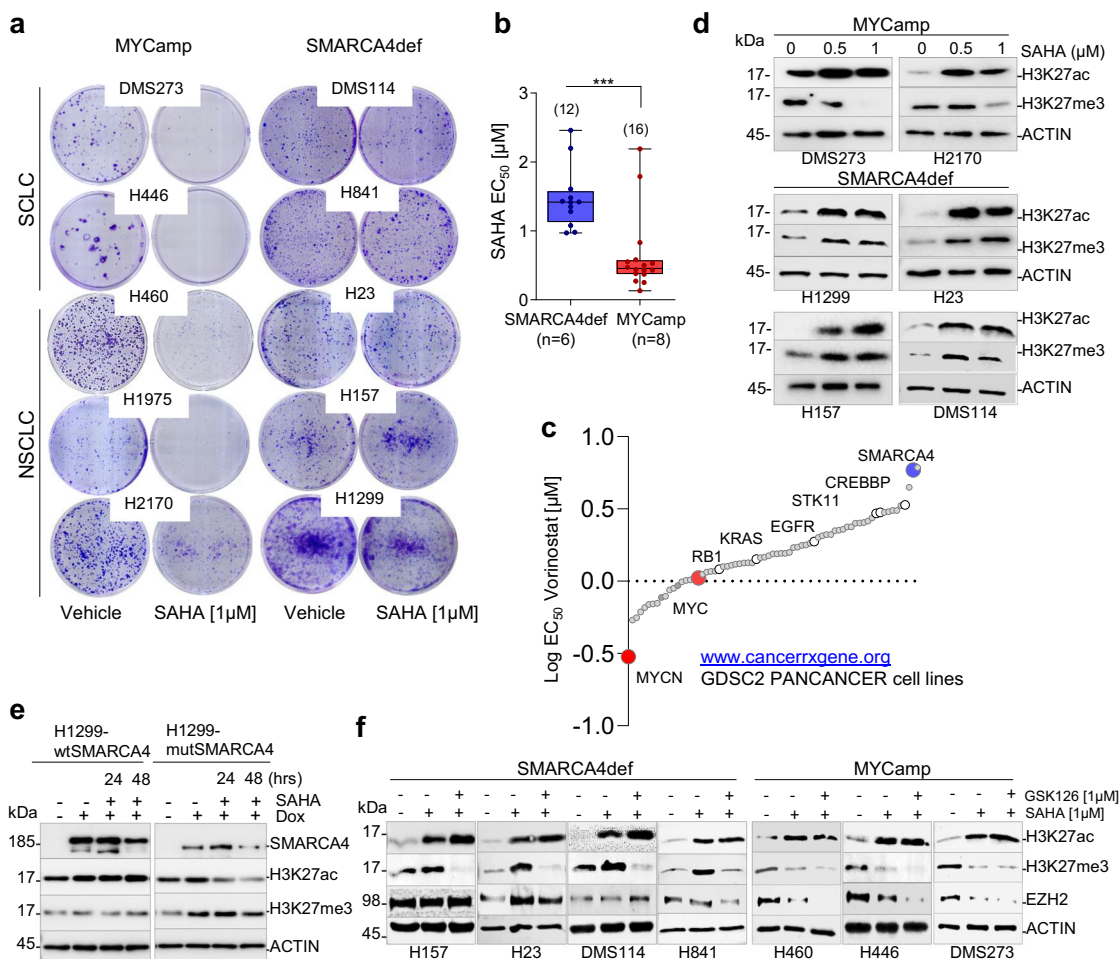 a
MYCamp SMARCA4def
SCLC
NSCLC
DMS273 DMS114
H446 H841
H460 H23
H1975 H157
H2170 H1299
Vehicle SAHA [1µM] Vehicle SAHA [1µM]
b
SAHA EC50 [µM]
3
2
1
0
***
(12)
(16)
SMARCA4def MYCamp
(n=6) (n=8)
d
MYCamp
kDa 0 0.5 1 0 0.5 1 SAHA (µM)
17- -H3K27ac
17- -H3K27me3
45- -ACTIN
DMS273 H2170
SMARCA4def
17- -H3K27ac
17- -H3K27me3
45- -ACTIN
H1299 H23
17- -H3K27ac
17- -H3K27me3
45- -ACTIN
H157 DMS114
c
Log EC50 Vorinostat [µM]
1.0
0.5
0.0
-0.5
-1.0
SMARCA4
CREBBP
STK11
EGFR
KRAS
RB1
MYC
MYCN
www.cancerrxgene.org
GDSC2 PANCANCER cell lines
e
H1299-
wtSMARCA4
H1299-
mutSMARCA4
24 48 24 48 (hrs)
- - + + - - + + SAHA
kDa - + + + - + + + Dox
185- -SMARCA4
17- -H3K27ac
17- -H3K27me3
45- -ACTIN
f
SMARCA4def MYCamp
- - + - - + - - + - - + - - + - - + - - + GSK126 [1µM]
kDa - + + - + + - + + - + + - + + - + + - + + SAHA [1µM]
17- -H3K27ac
17- -H3K27me3
98- -EZH2
45- -ACTIN
H157 H23 DMS114 H841 H460 H446 DMS273